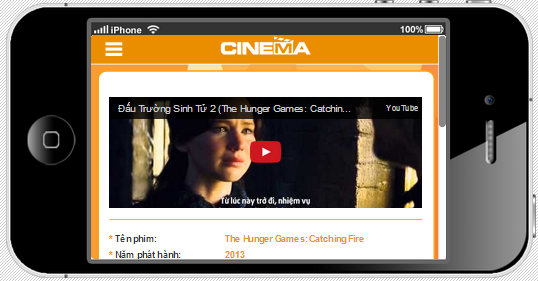 iPhone
100%
CINEMA
Đấu Trường Sinh Tử 2 (The Hunger Games: Catchin...
YouTube
Từ lúc này trở đi, nhiệm vụ
* Tên phim: The Hunger Games: Catching Fire
* Năm phát hành: 2013